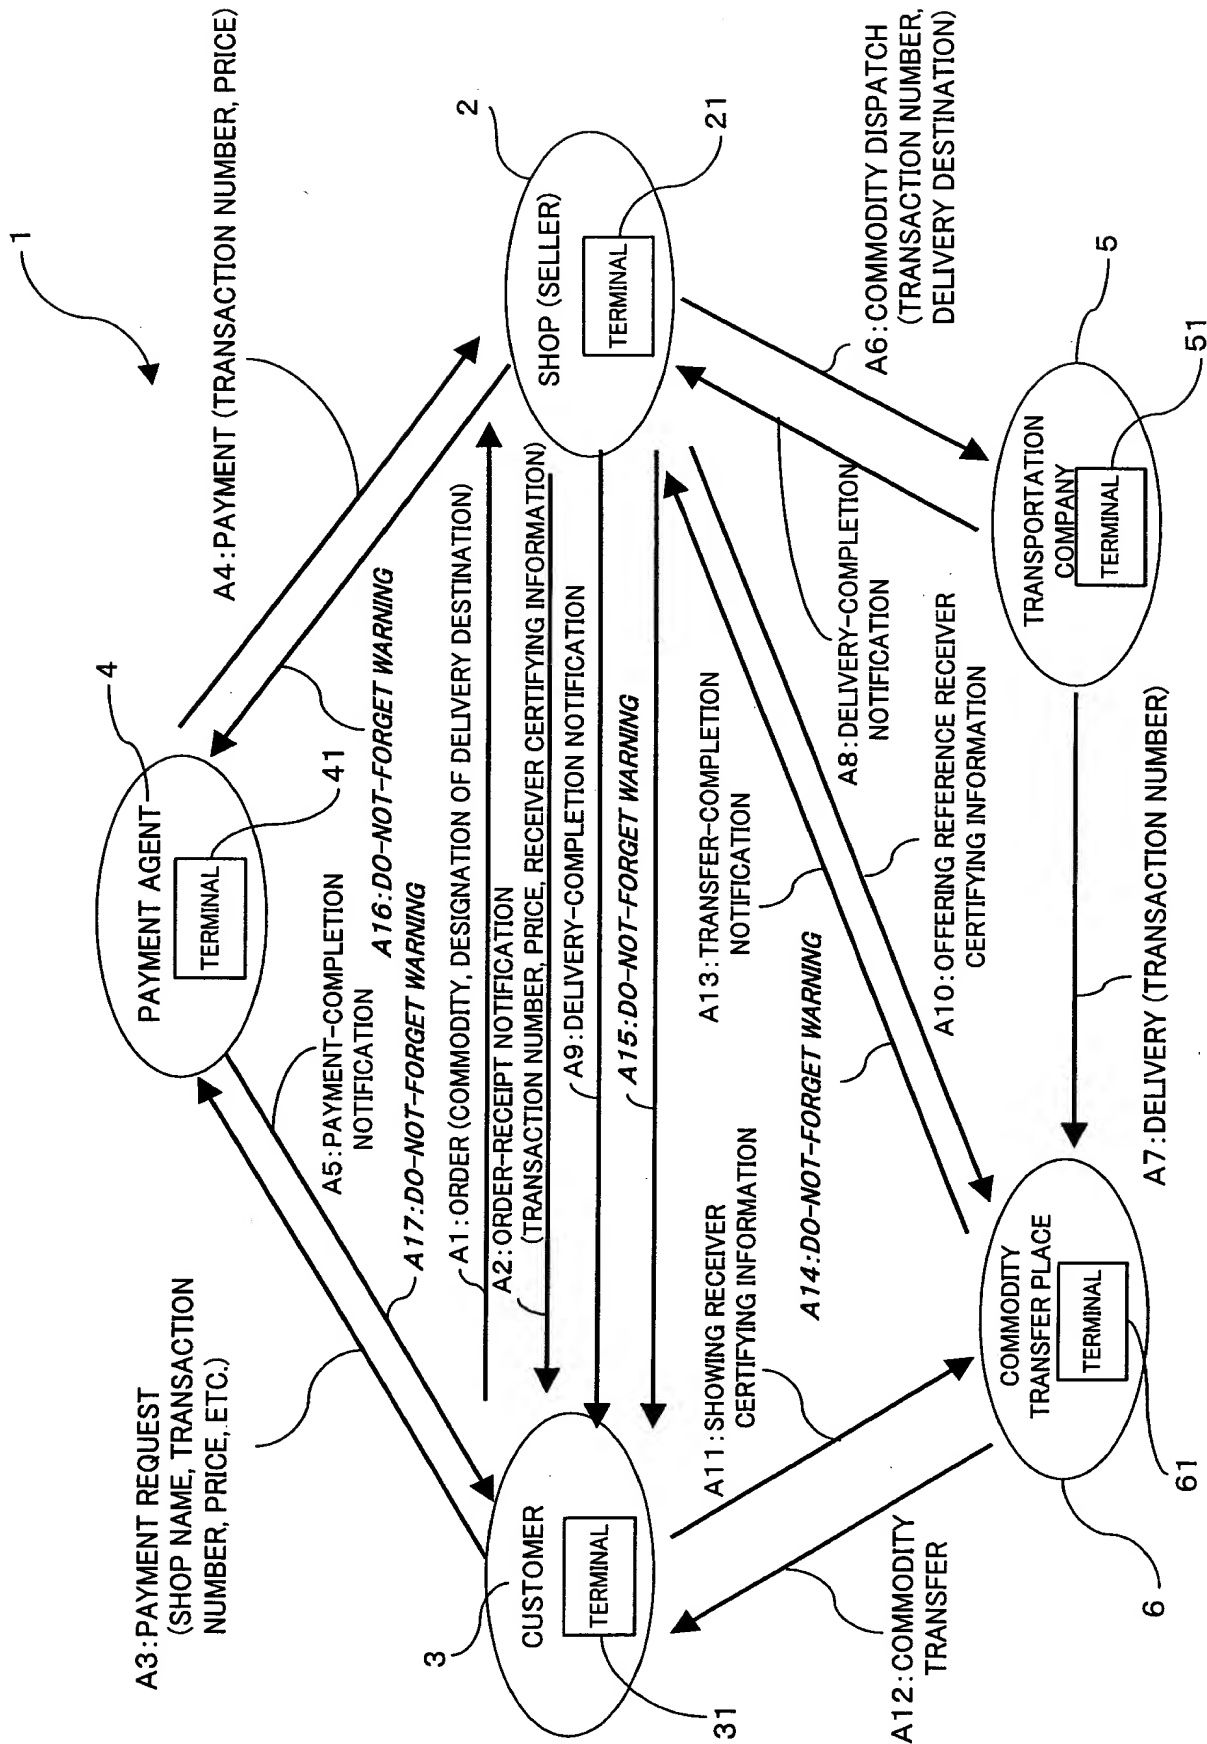 1
A4:PAYMENT (TRANSACTION NUMBER, PRICE)
A3:PAYMENT REQUEST
(SHOP NAME, TRANSACTION
NUMBER, PRICE, ETC.)
4
PAYMENT AGENT
TERMINAL
41
A5:PAYMENT-COMPLETION
NOTIFICATION
A16:DO-NOT-FORGET WARNING
A17:DO-NOT-FORGET WARNING
2
SHOP (SELLER)
TERMINAL
21
3
CUSTOMER
TERMINAL
31
A1:ORDER (COMMODITY, DESIGNATION OF DELIVERY DESTINATION)
A2:ORDER-RECEIPT NOTIFICATION
(TRANSACTION NUMBER, PRICE, RECEIVER CERTIFYING INFORMATION)
A9:DELIVERY-COMPLETION NOTIFICATION
A15:DO-NOT-FORGET WARNING
A13:TRANSFER-COMPLETION
NOTIFICATION
A11:SHOWING RECEIVER
CERTIFYING INFORMATION
A14:DO-NOT-FORGET WARNING
A8:DELIVERY-COMPLETION
NOTIFICATION
A6:COMMODITY DISPATCH
(TRANSACTION NUMBER,
DELIVERY DESTINATION)
A10:OFFERING REFERENCE RECEIVER
CERTIFYING INFORMATION
A12:COMMODITY
TRANSFER
COMMODITY
TRANSFER PLACE
TERMINAL
61
6
5
TRANSPORTATION
COMPANY
TERMINAL
51
A7:DELIVERY (TRANSACTION NUMBER)